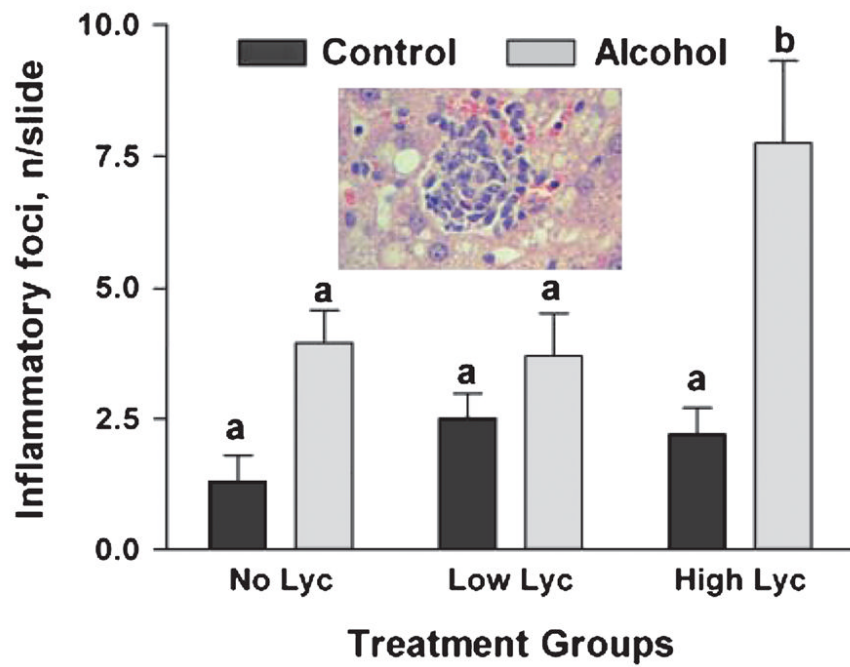 Inflammatory foci, n/slide
10.0
7.5
5.0
2.5
0.0
Control Alcohol
a
a
a
a
a
b
No Lyc Low Lyc High Lyc
Treatment Groups